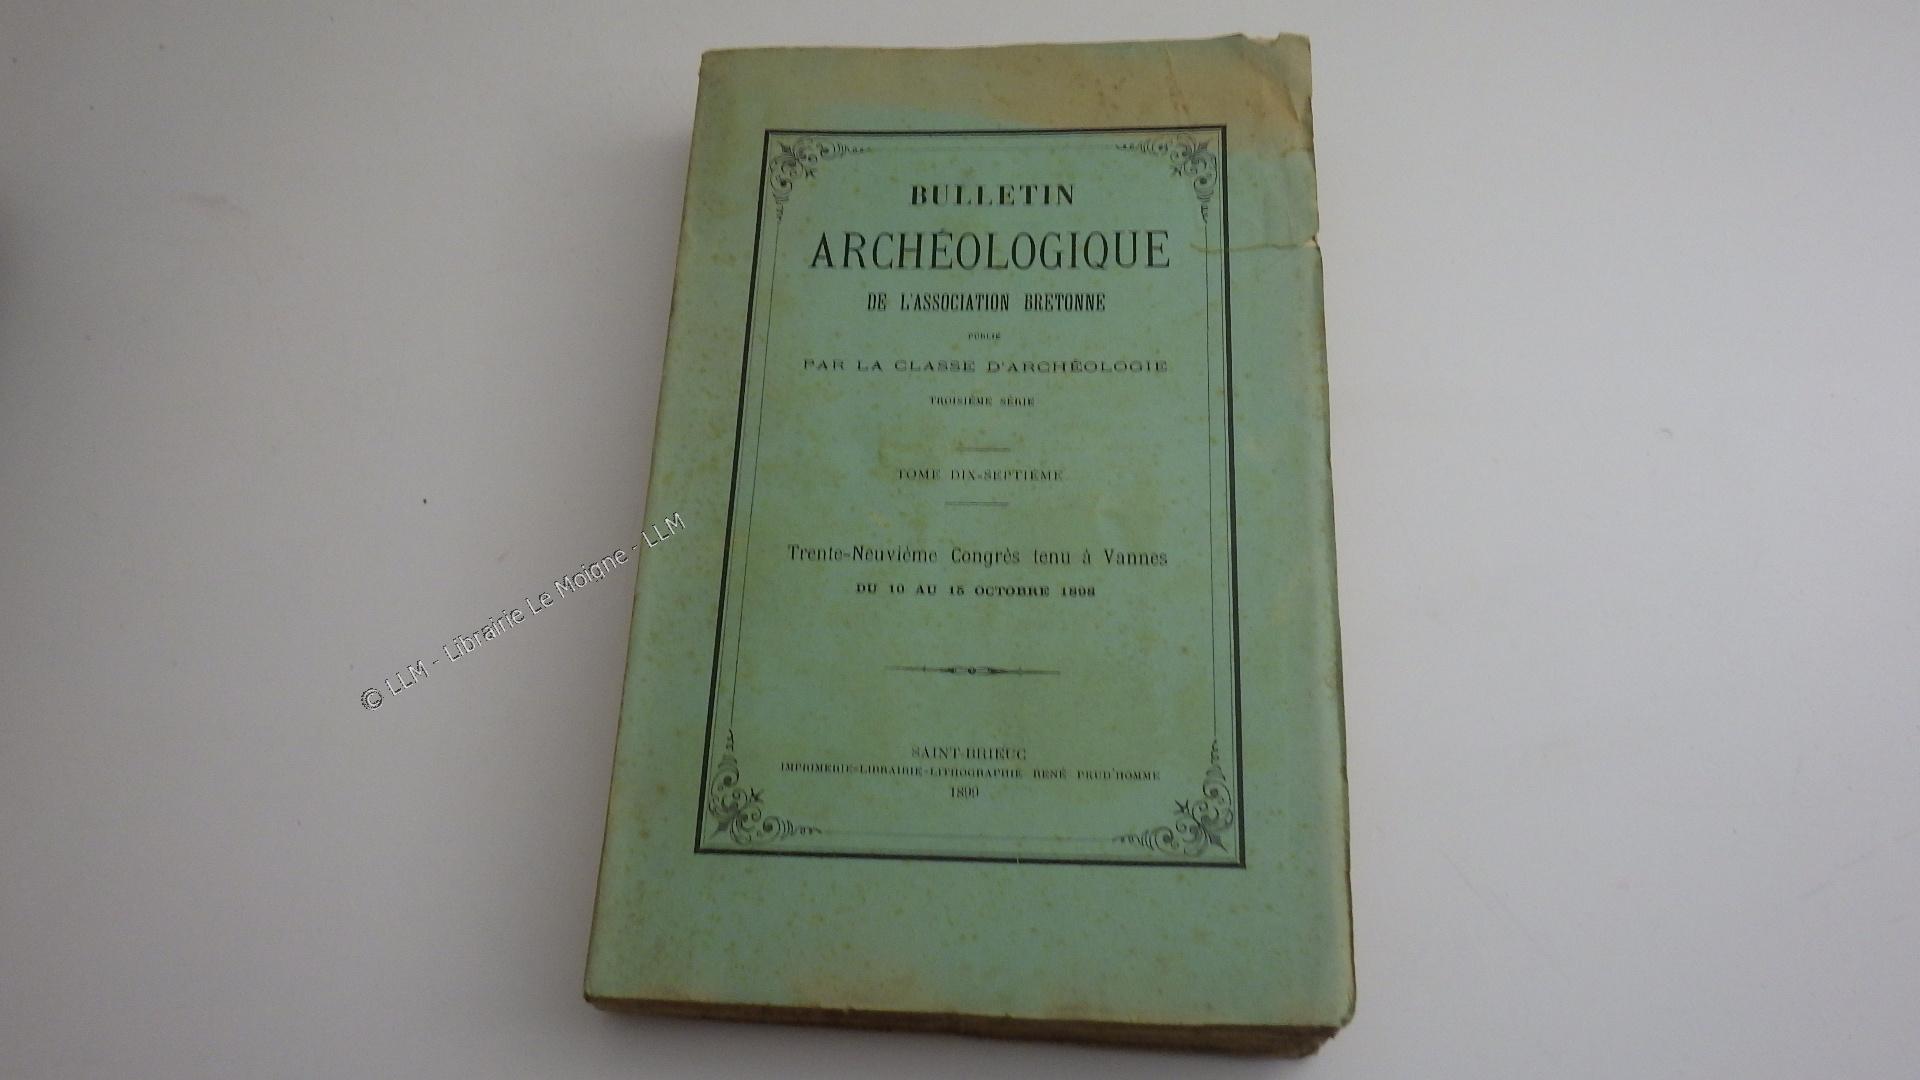 BULLETIN
ARCHÉOLOGIQUE
DE L'ASSOCIATION BRETONNE
PUBLIÉ
PAR LA CLASSE D'ARCHÉOLOGIE
TROISIÈME SÉRIE
TOME DIX-SEPTIÈME
Trente-Neuvième Congrès tenu à Vannes
DU 10 AU 15 OCTOBRE 1898
SAINT-BRIEUC
IMPRIMERIE-LIBRAIRIE-LITHOGRAPHIE RENÉ PRUD'HOMME
1899
© LLM - Librairie Le Moigne - LLM